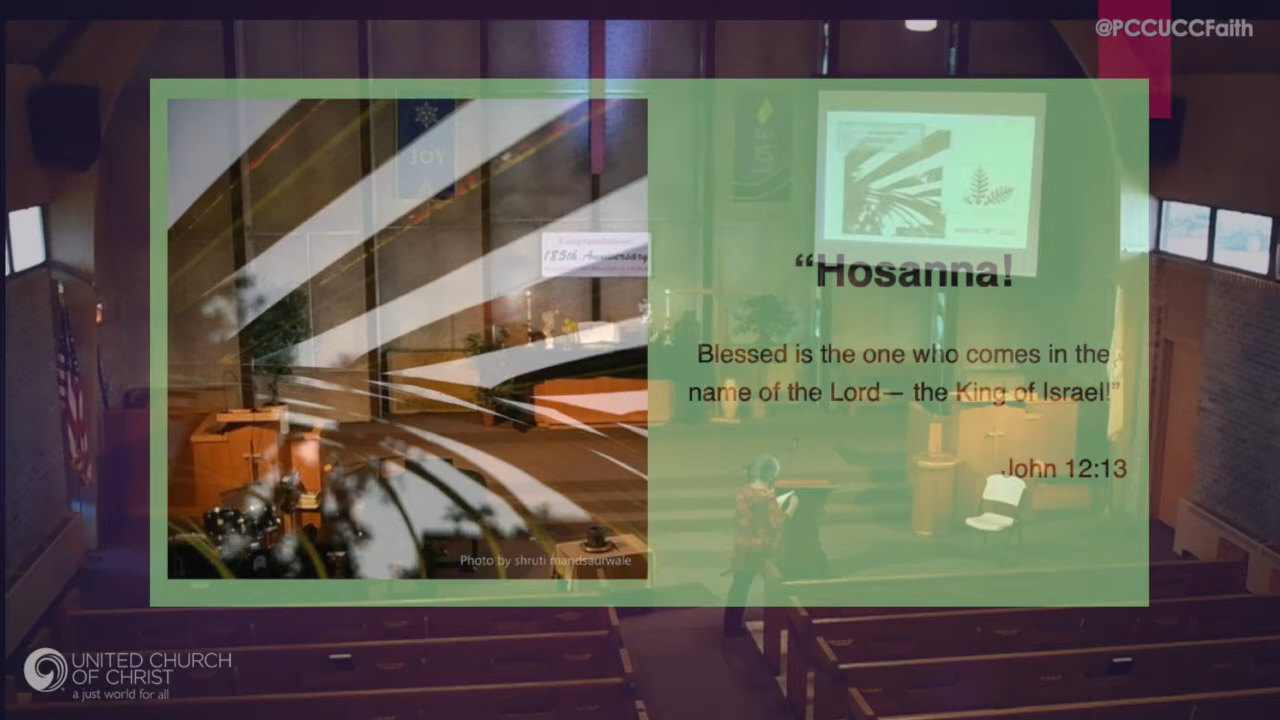 @PCCUCCFaith
JOY
LOVE
185th Anniversary
“Hosanna!
Blessed is the one who comes in the
name of the Lord— the King of Israel!”
John 12:13
Photo by shruti mandsaurwale
UNITED CHURCH
OF CHRIST
a just world for all